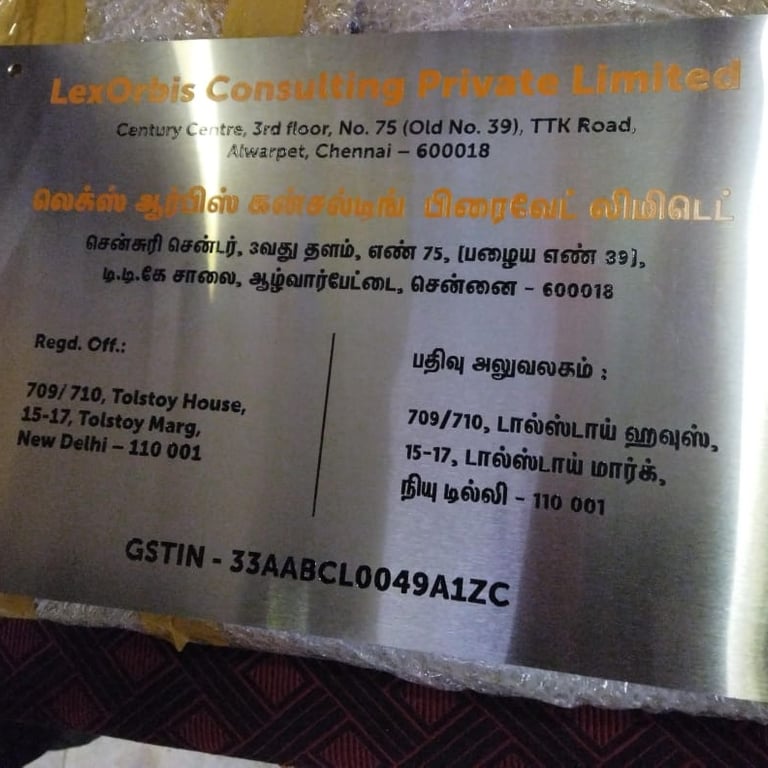 LexOrbis Consulting Private Limited
Century Centre, 3rd floor, No. 75 (Old No. 39), TTK Road,
Alwarpet, Chennai – 600018
லெக்ஸ் ஆர்பிஸ் கன்சல்டிங் பிரைவேட் லிமிடெட்
சென்சுரி சென்டர், 3வது தளம், எண் 75, (பழைய எண் 39),
டி.டி.கே சாலை, ஆழ்வார்பேட்டை, சென்னை – 600018
Regd. Off.:
709/710, Tolstoy House,
15-17, Tolstoy Marg,
New Delhi – 110 001
பதிவு அலுவலகம் :
709/710, டால்ஸ்டாய் ஹவுஸ்,
15-17, டால்ஸ்டாய் மார்க்,
நியு டில்லி – 110 001
GSTIN - 33AABCL0049A1ZC